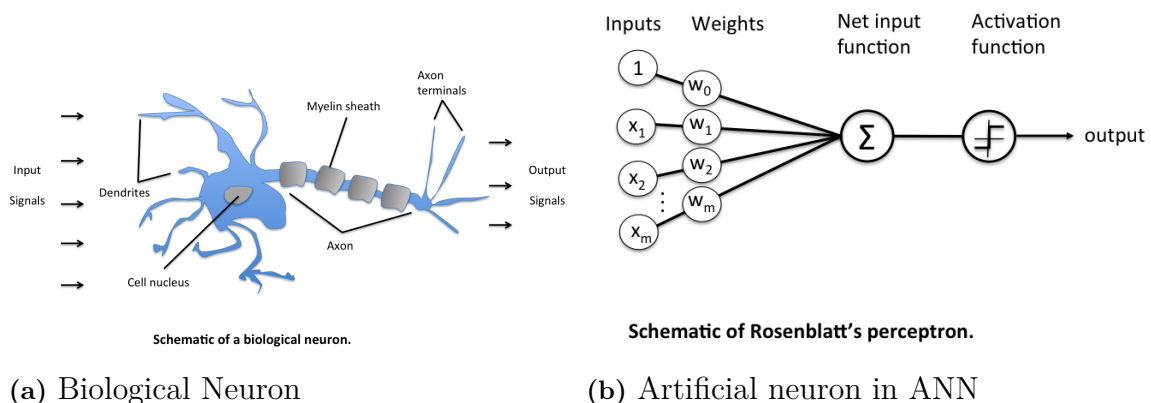 Axon
terminals
Myelin sheath
Input
Signals
Dendrites
Output
Signals
Axon
Cell nucleus
Schematic of a biological neuron.
(a) Biological Neuron
Inputs Weights Net input
function Activation
function
1 w0
x1 w1
x2 w2
⋮
xm wm
Σ
output
Schematic of Rosenblatt's perceptron.
(b) Artificial neuron in ANN